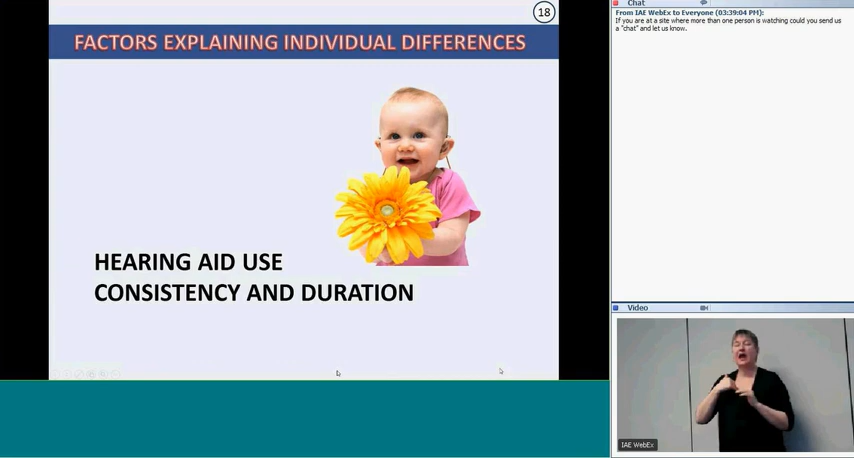 18
FACTORS EXPLAINING INDIVIDUAL DIFFERENCES
HEARING AID USE
CONSISTENCY AND DURATION
Chat
From IAE WebEx to Everyone (03:39:04 PM):
If you are at a site where more than one person is watching could you send us
a "chat" and let us know.
Video
IAE WebEx